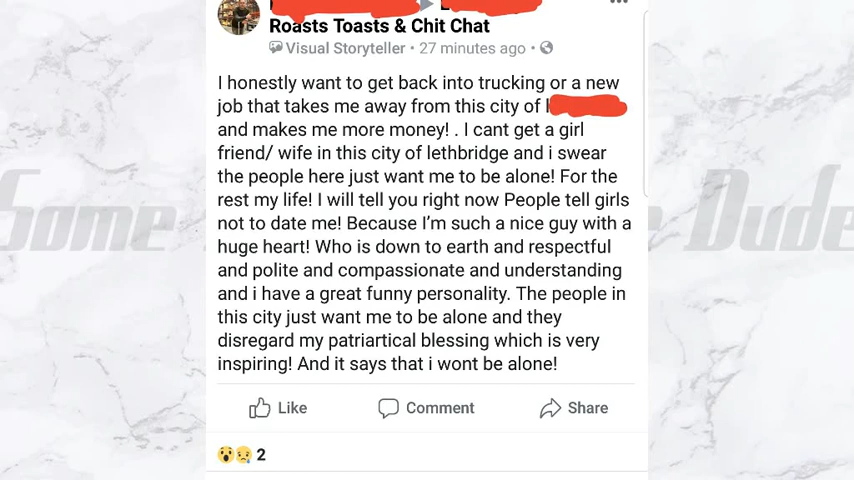 Roasts Toasts & Chit Chat
Visual Storyteller • 27 minutes ago •
I honestly want to get back into trucking or a new
job that takes me away from this city of
and makes me more money! . I cant get a girl
friend/ wife in this city of lethbridge and i swear
the people here just want me to be alone! For the
rest my life! I will tell you right now People tell girls
not to date me! Because I’m such a nice guy with a
huge heart! Who is down to earth and respectful
and polite and compassionate and understanding
and i have a great funny personality. The people in
this city just want me to be alone and they
disregard my patriartical blessing which is very
inspiring! And it says that i wont be alone!
Like Comment Share
2
Some Dude